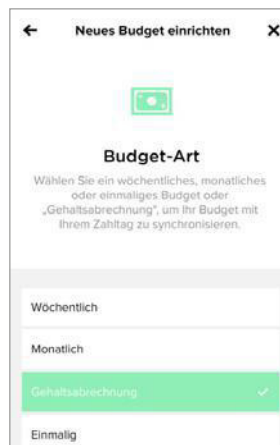 Neues Budget einrichten
Budget-Art
Wählen Sie ein wöchentliches, monatliches
oder einmaliges Budget oder
„Gehaltsabrechnung“, um Ihr Budget mit
Ihrem Zahltag zu synchronisieren.
Wöchentlich
Monatlich
Gehaltsabrechnung
Einmalig